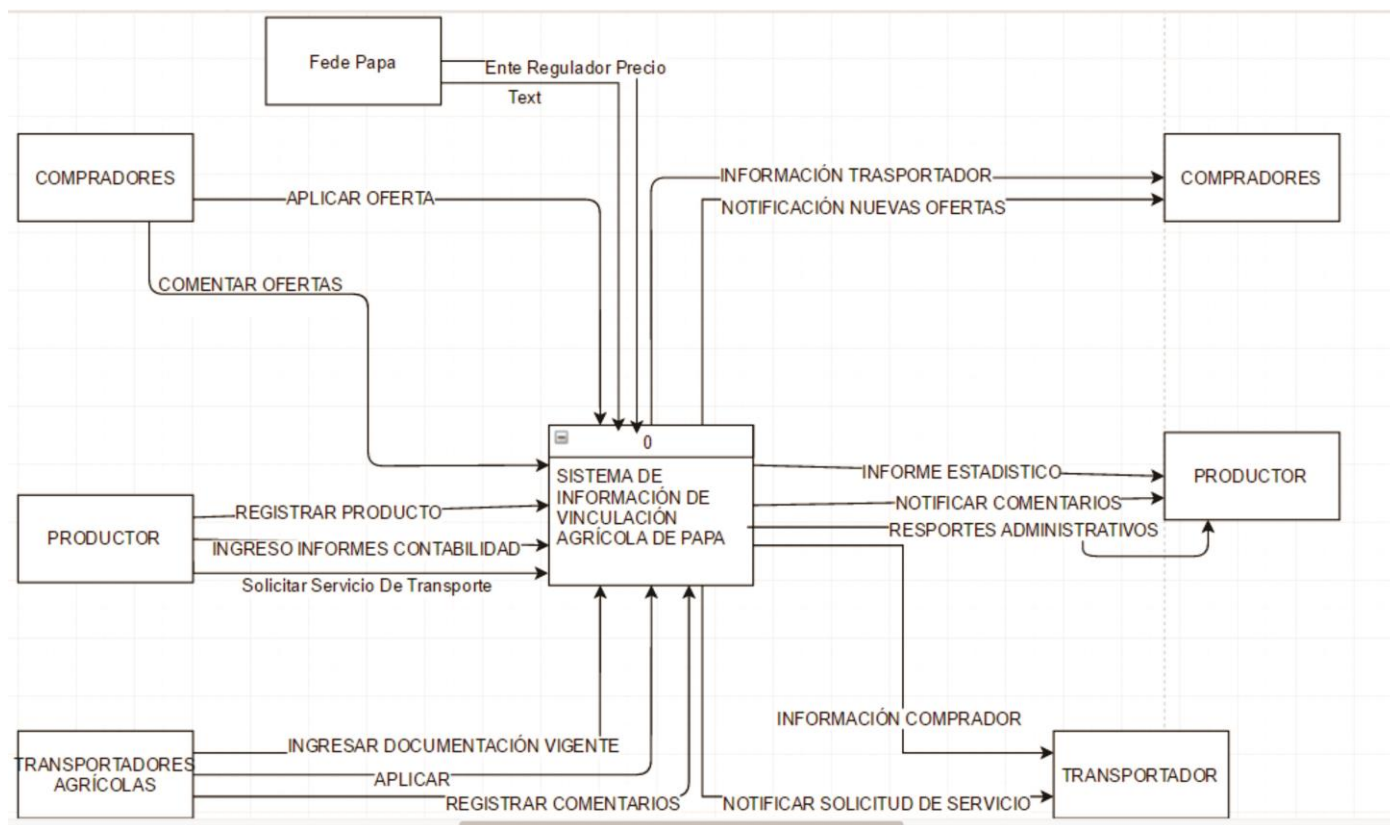 Fede Papa
Ente Regulador Precio
Text
COMPRADORES
APLICAR OFERTA
COMENTAR OFERTAS
INFORMACIÓN TRASPORTADOR
NOTIFICACIÓN NUEVAS OFERTAS
COMPRADORES
0
SISTEMA DE
INFORMACIÓN DE
VINCULACIÓN
AGRÍCOLA DE PAPA
PRODUCTOR
REGISTRAR PRODUCTO
INGRESO INFORMES CONTABILIDAD
Solicitar Servicio De Transporte
INFORME ESTADISTICO
NOTIFICAR COMENTARIOS
RESPORTES ADMINISTRATIVOS
PRODUCTOR
TRANSPORTADORES
AGRÍCOLAS
INGRESAR DOCUMENTACIÓN VIGENTE
APLICAR
REGISTRAR COMENTARIOS
INFORMACIÓN COMPRADOR
NOTIFICAR SOLICITUD DE SERVICIO
TRANSPORTADOR